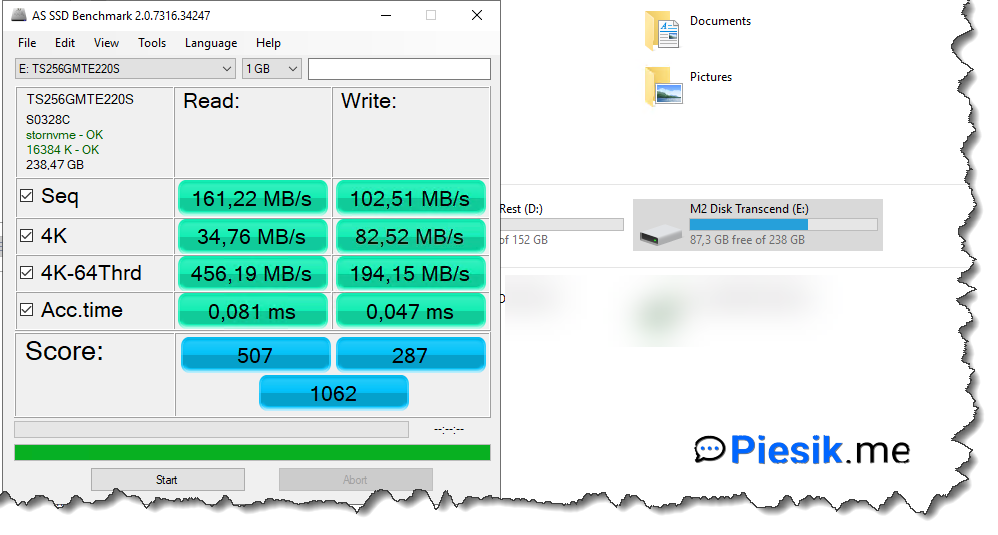 AS SSD Benchmark 2.0.7316.34247
File Edit View Tools Language Help
E: TS256GMTE220S 1 GB
TS256GMTE220S
S0328C
stornvme - OK
16384 K - OK
238,47 GB
Read: Write:
Seq 161,22 MB/s 102,51 MB/s
4K 34,76 MB/s 82,52 MB/s
4K-64Thrd 456,19 MB/s 194,15 MB/s
Acc.time 0,081 ms 0,047 ms
Score: 507 287
1062
--:--:--
Start Abort
Documents
Pictures
Rest (D:)
of 152 GB
M2 Disk Transcend (E:)
87,3 GB free of 238 GB
Piesik.me